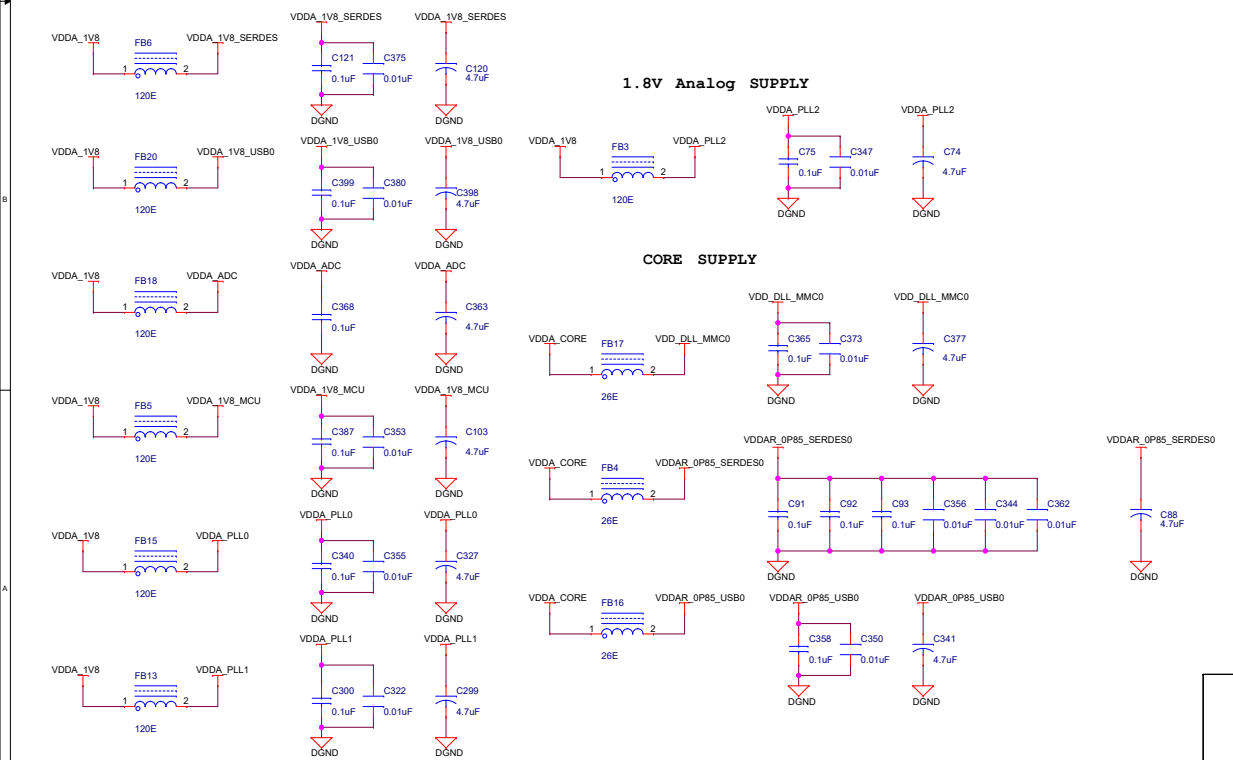 VDDA_1V8 FB6 VDDA_1V8_SERDES
1 2
120E
VDDA_1V8_SERDES
C121 0.1uF
C375 0.01uF
DGND
VDDA_1V8_SERDES
C120 4.7uF
DGND
VDDA_1V8 FB20 VDDA_1V8_USB0
1 2
120E
VDDA_1V8_USB0
C399 0.1uF
C380 0.01uF
DGND
VDDA_1V8_USB0
C398 4.7uF
DGND
VDDA_1V8 FB18 VDDA_ADC
1 2
120E
VDDA_ADC
C368 0.1uF
DGND
VDDA_ADC
C363 4.7uF
DGND
VDDA_1V8 FB5 VDDA_1V8_MCU
1 2
120E
VDDA_1V8_MCU
C387 0.1uF
C353 0.01uF
DGND
VDDA_1V8_MCU
C103 4.7uF
DGND
VDDA_1V8 FB15 VDDA_PLL0
1 2
120E
VDDA_PLL0
C340 0.1uF
C355 0.01uF
DGND
VDDA_PLL0
C327 4.7uF
DGND
VDDA_1V8 FB13 VDDA_PLL1
1 2
120E
VDDA_PLL1
C300 0.1uF
C322 0.01uF
DGND
VDDA_PLL1
C299 4.7uF
DGND
1.8V Analog SUPPLY
VDDA_1V8 FB3 VDDA_PLL2
1 2
120E
VDDA_PLL2
C75 0.1uF
C347 0.01uF
DGND
VDDA_PLL2
C74 4.7uF
DGND
CORE SUPPLY
VDDA_CORE FB17 VDD_DLL_MMC0
1 2
26E
VDD_DLL_MMC0
C365 0.1uF
C373 0.01uF
DGND
VDD_DLL_MMC0
C377 4.7uF
DGND
VDDA_CORE FB4 VDDAR_0P85_SERDES0
1 2
26E
VDDAR_0P85_SERDES0
C91 0.1uF
C92 0.1uF
C93 0.1uF
C356 0.01uF
C344 0.01uF
C362 0.01uF
DGND
VDDAR_0P85_SERDES0
C88 4.7uF
DGND
VDDA_CORE FB16 VDDAR_0P85_USB0
1 2
26E
VDDAR_0P85_USB0
C358 0.1uF
C350 0.01uF
DGND
VDDAR_0P85_USB0
C341 4.7uF
DGND
B
A